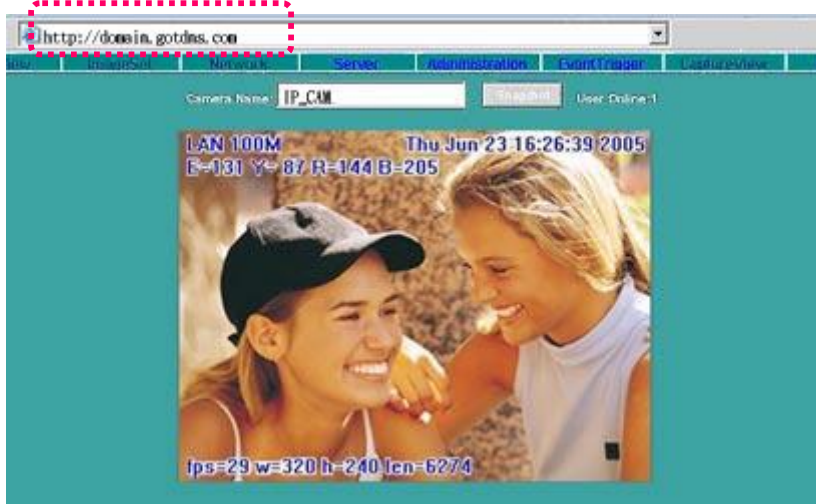 http://domain.gotdns.com
ImageSet Network Server Administration EventTrigger CaptureView
Camera Name: IP_CAM Snapshot User Online:1
LAN 100M Thu Jun 23 16:26:39 2005
E=131 Y= 87 R=144 B=205
fps=29 w=320 h=240 len=6274